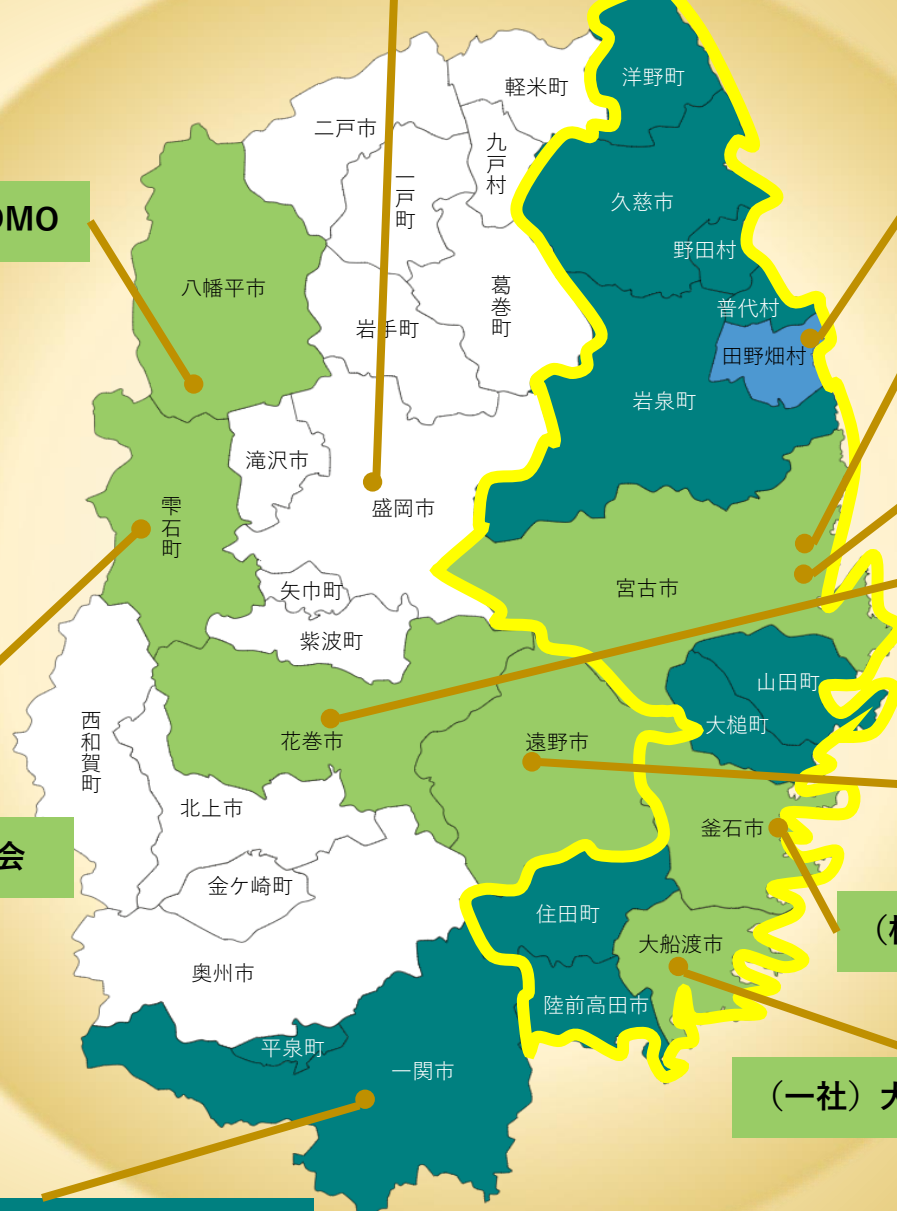 洋野町
軽米町
二戸市
九戸村
一戸町
久慈市
OMO
野田村
八幡平市
葛巻町
普代村
岩手町
田野畑村
岩泉町
滝沢市
盛岡市
雫石町
矢巾町
宮古市
紫波町
山田町
大槌町
西和賀町
花巻市
遠野市
北上市
釜石市
会
金ケ崎町
住田町
大船渡市
奥州市
陸前高田市
平泉町
一関市
（一社）大